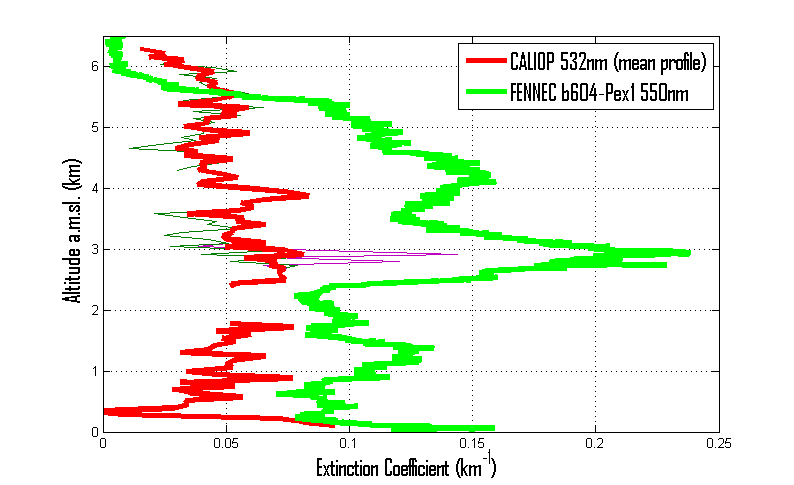 CALIOP 532nm (mean profile)
FENNEC b604-Pex1 550nm
Altitude a.m.sl. (km)
6
5
4
3
2
1
0
0 0.05 0.1 0.15 0.2 0.25
Extinction Coefficient (km⁻¹)